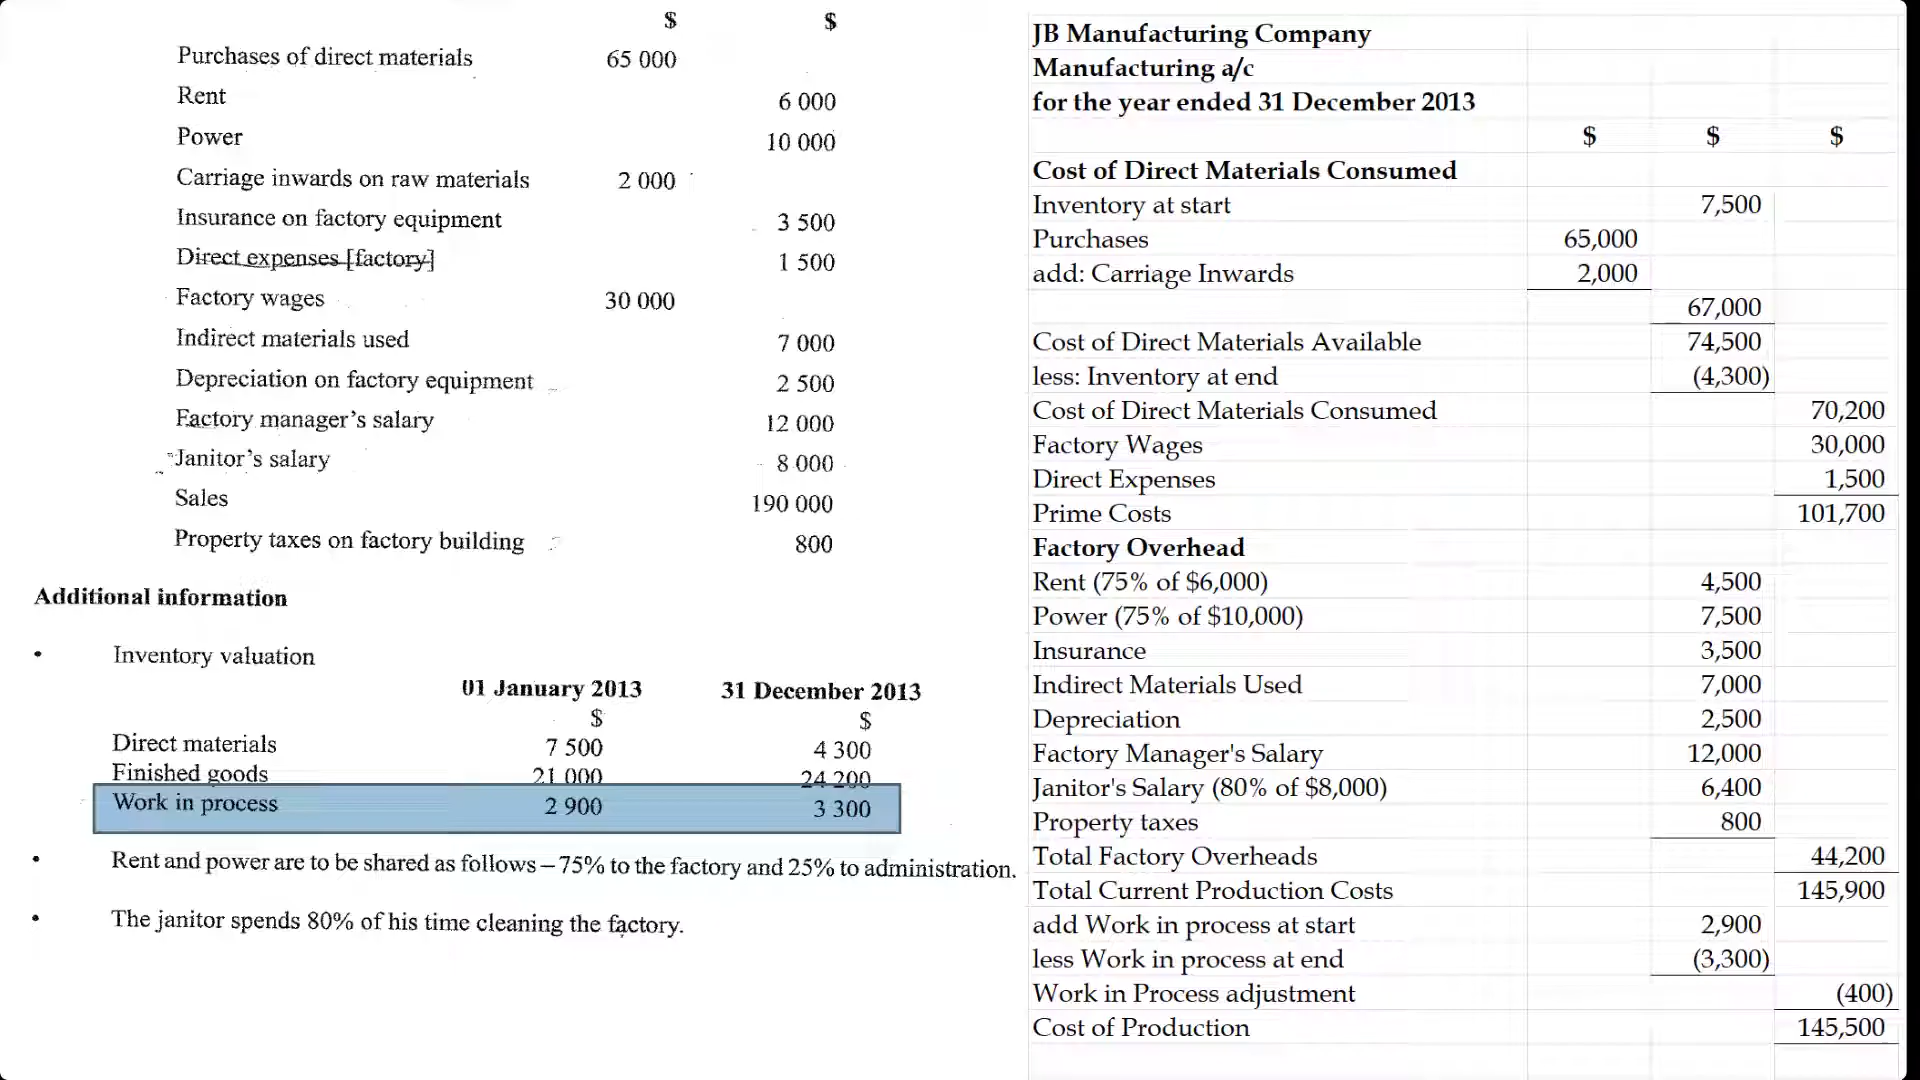 $ $
Purchases of direct materials 65 000
Rent 6 000
Power 10 000
Carriage inwards on raw materials 2 000
Insurance on factory equipment 3 500
Direct expenses [factory] 1 500
Factory wages 30 000
Indirect materials used 7 000
Depreciation on factory equipment 2 500
Factory manager's salary 12 000
Janitor's salary 8 000
Sales 190 000
Property taxes on factory building 800
Additional information
• Inventory valuation
01 January 2013 31 December 2013
$ $
Direct materials 7 500 4 300
Finished goods 21 000 24 200
Work in process 2 900 3 300
• Rent and power are to be shared as follows – 75% to the factory and 25% to administration.
• The janitor spends 80% of his time cleaning the factory.
JB Manufacturing Company
Manufacturing a/c
for the year ended 31 December 2013
$ $ $
Cost of Direct Materials Consumed
Inventory at start 7,500
Purchases 65,000
add: Carriage Inwards 2,000
67,000
Cost of Direct Materials Available 74,500
less: Inventory at end (4,300)
Cost of Direct Materials Consumed 70,200
Factory Wages 30,000
Direct Expenses 1,500
Prime Costs 101,700
Factory Overhead
Rent (75% of $6,000) 4,500
Power (75% of $10,000) 7,500
Insurance 3,500
Indirect Materials Used 7,000
Depreciation 2,500
Factory Manager's Salary 12,000
Janitor's Salary (80% of $8,000) 6,400
Property taxes 800
Total Factory Overheads 44,200
Total Current Production Costs 145,900
add Work in process at start 2,900
less Work in process at end (3,300)
Work in Process adjustment (400)
Cost of Production 145,500